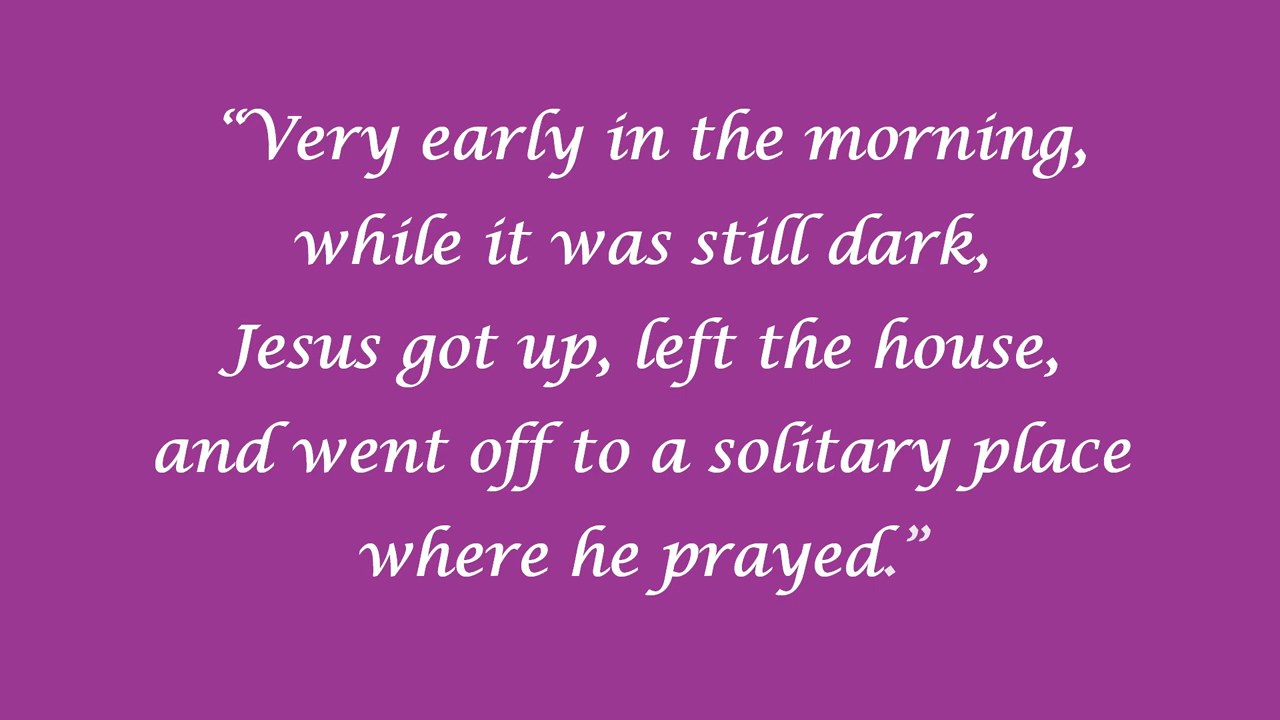 “Very early in the morning,
while it was still dark,
Jesus got up, left the house,
and went off to a solitary place
where he prayed.”